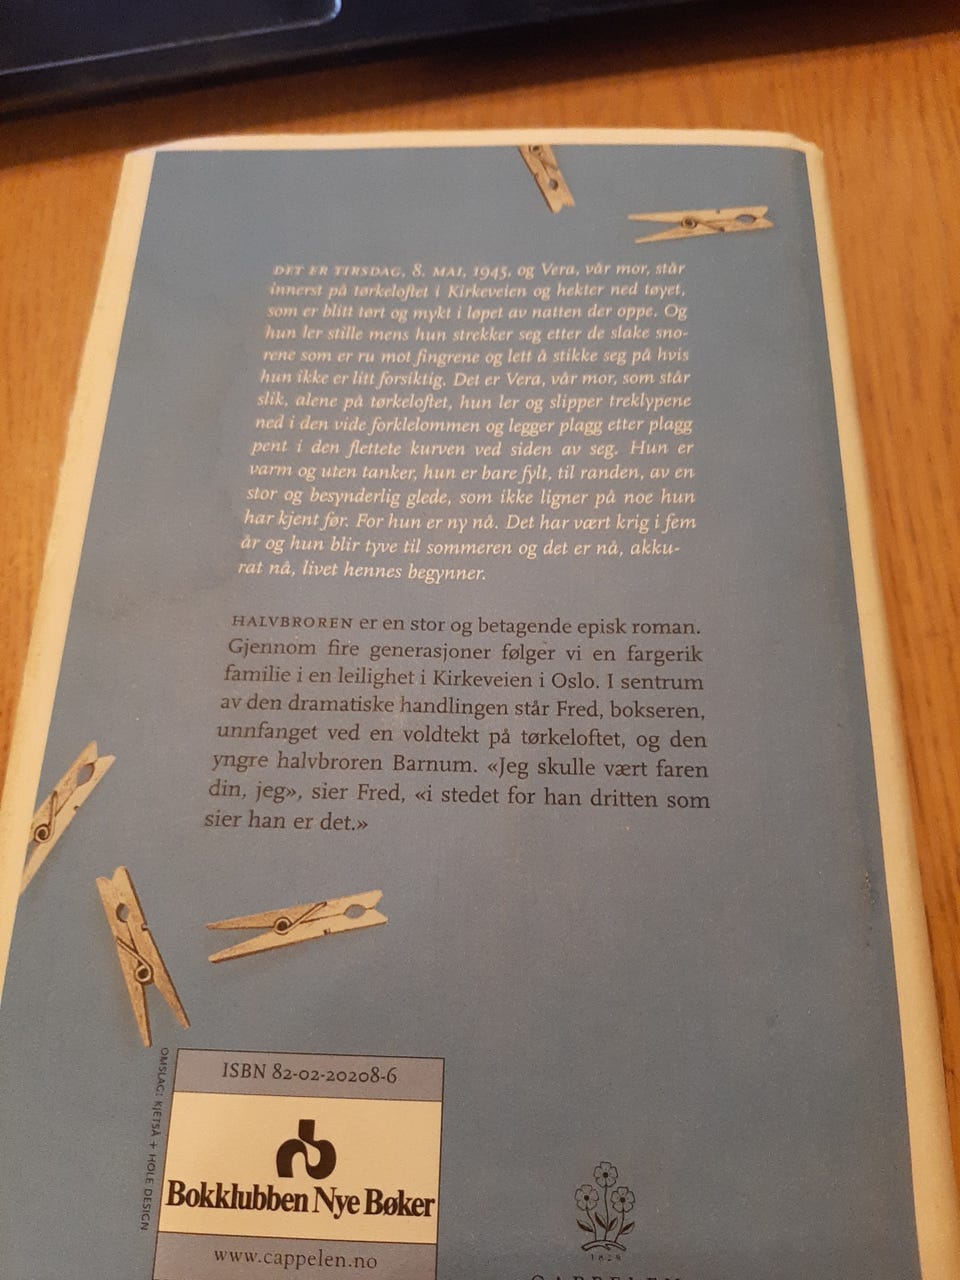 DET ER TIRSDAG, 8. MAI, 1945, og Vera, vår mor, står
innerst på tørkeloftet i Kirkeveien og hekter ned tøyet,
som er blitt tørt og mykt i løpet av natten der oppe. Og
hun ler stille mens hun strekker seg etter de slake sno-
rene som er ru mot fingrene og lett å stikke seg på hvis
hun ikke er litt forsiktig. Det er Vera, vår mor, som står
slik, alene på tørkeloftet, hun ler og slipper treklypene
ned i den vide forklelommen og legger plagg etter plagg
pent i den flettete kurven ved siden av seg. Hun er
varm og uten tanker, hun er bare fylt, til randen, av en
stor og besynderlig glede, som ikke ligner på noe hun
har kjent før. For hun er ny nå. Det har vært krig i fem
år og hun blir tyve til sommeren og det er nå, akku-
rat nå, livet hennes begynner.
HALVBROREN er en stor og betagende episk roman.
Gjennom fire generasjoner følger vi en fargerik
familie i en leilighet i Kirkeveien i Oslo. I sentrum
av den dramatiske handlingen står Fred, bokseren,
unnfanget ved en voldtekt på tørkeloftet, og den
yngre halvbroren Barnum. «Jeg skulle vært faren
din, jeg», sier Fred, «i stedet for han dritten som
sier han er det.»
OMSLAG: KJETSÅ + HOLE DESIGN
ISBN 82-02-20208-6
Bokklubben Nye Bøker
www.cappelen.no
1829
CAPPELEN